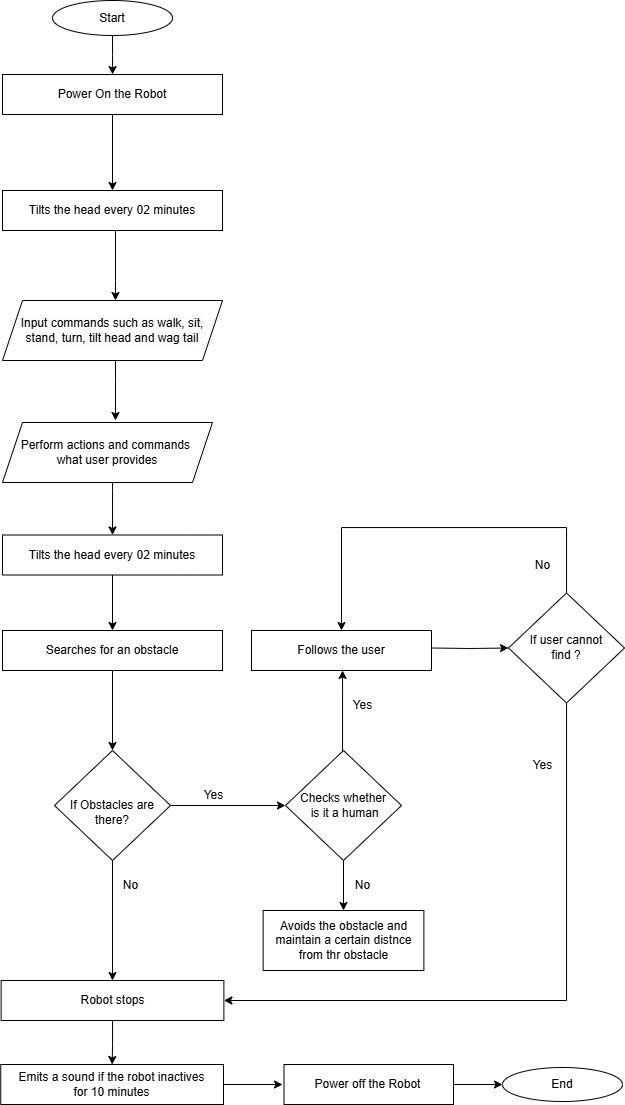 Start
Power On the Robot
Tilts the head every 02 minutes
Input commands such as walk, sit,
stand, turn, tilt head and wag tail
Perform actions and commands
what user provides
Tilts the head every 02 minutes
Searches for an obstacle
Follows the user
If user cannot
find ?
No
Yes
Yes
If Obstacles are
there?
Yes
Checks whether
is it a human
No
No
Avoids the obstacle and
maintain a certain distnce
from thr obstacle
Robot stops
Emits a sound if the robot inactives
for 10 minutes
Power off the Robot
End